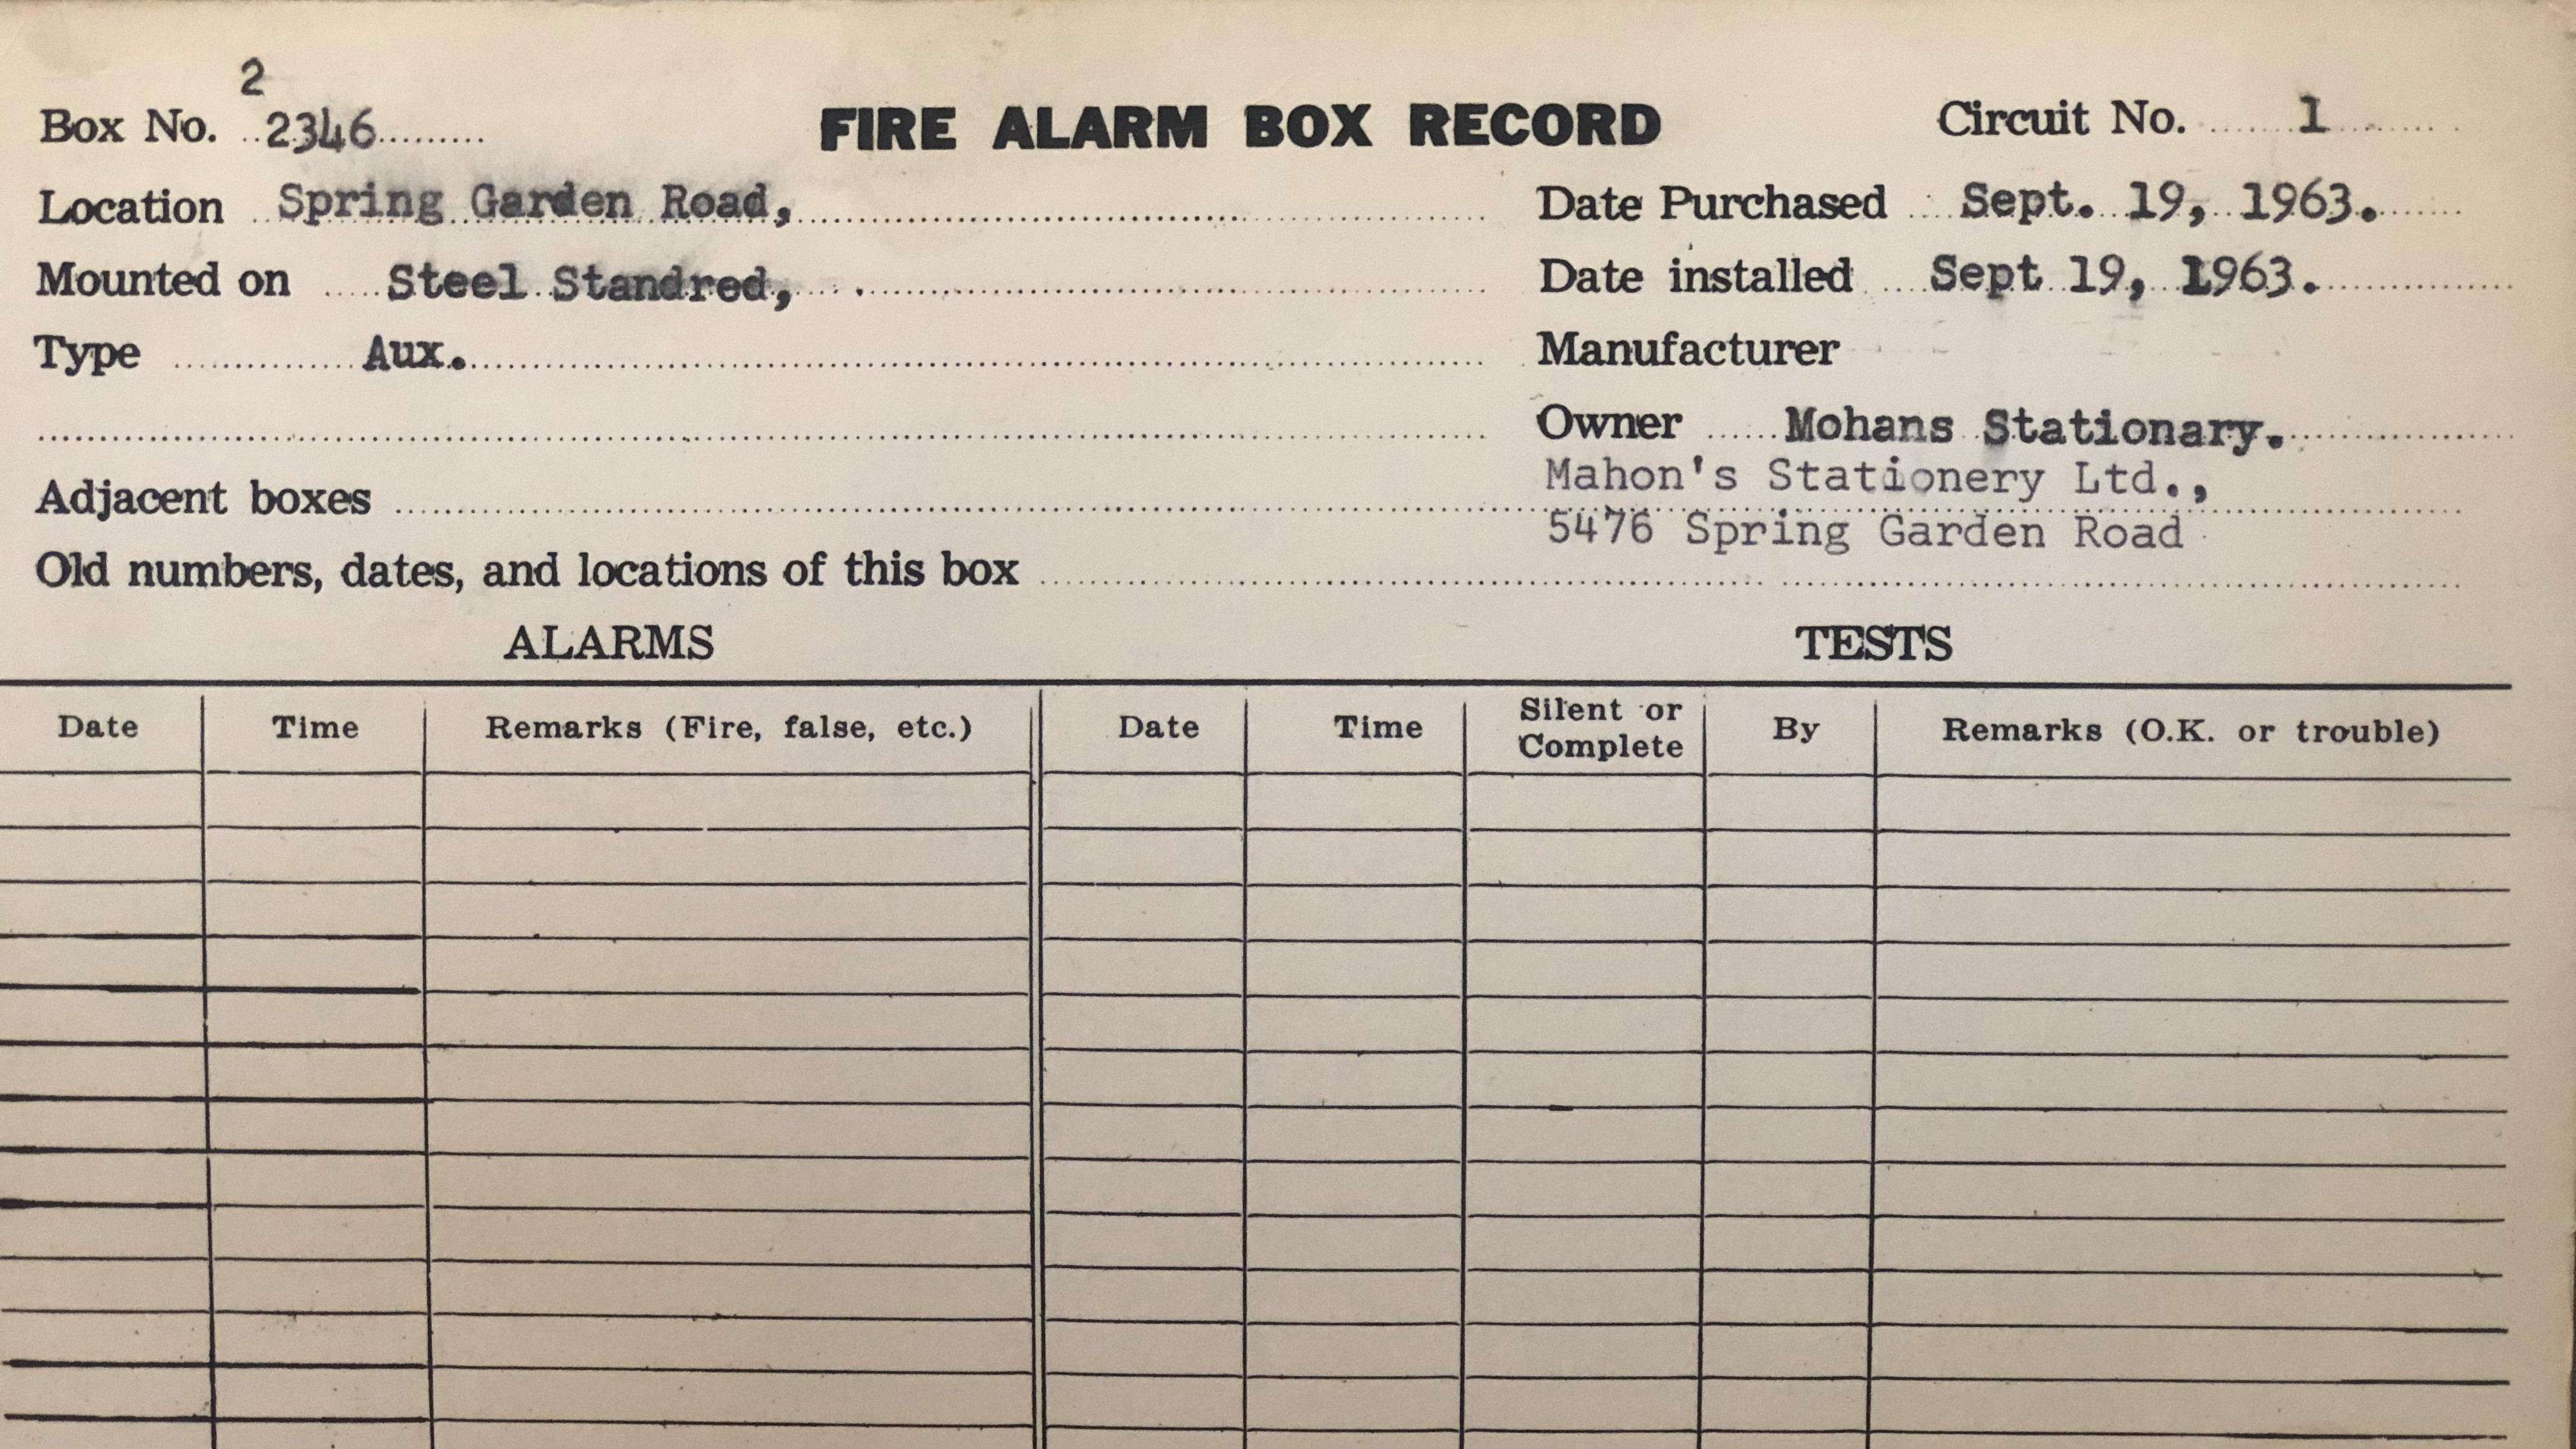 2
Box No. 2346
FIRE ALARM BOX RECORD
Circuit No. 1
Location Spring Garden Road,
Date Purchased Sept. 19, 1963.
Mounted on Steel Standred,
Date installed Sept 19, 1963.
Type Aux.
Manufacturer
Owner Mohans Stationary.
Mahon's Stationery Ltd.,
5476 Spring Garden Road
Adjacent boxes
Old numbers, dates, and locations of this box
ALARMS
TESTS
Date Time Remarks (Fire, false, etc.) Date Time Silent or Complete By Remarks (O.K. or trouble)